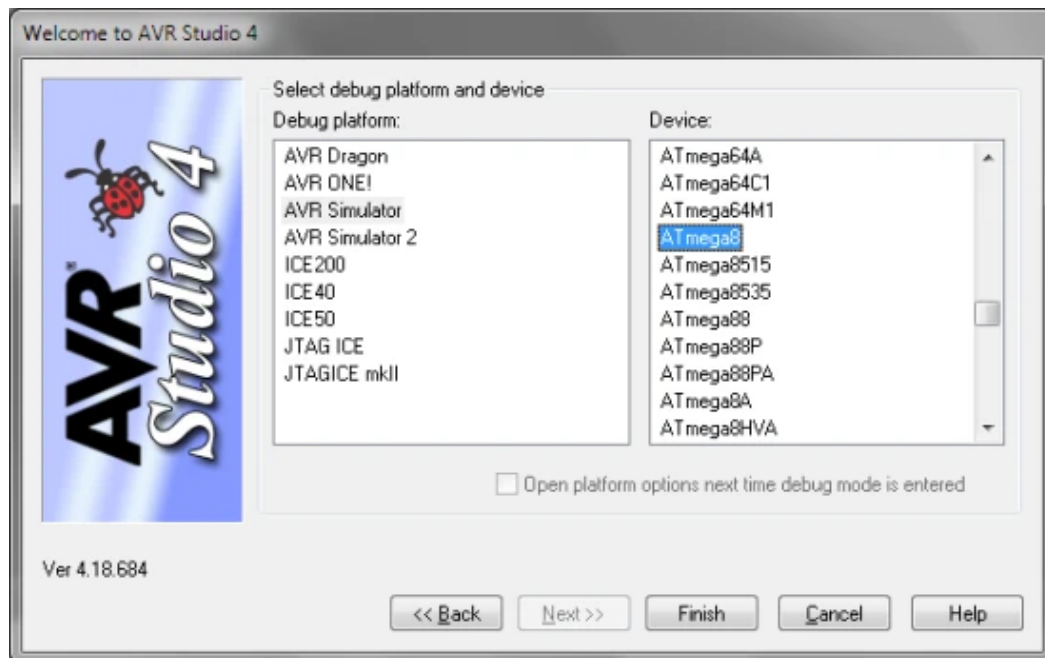 Welcome to AVR Studio 4
AVR
Studio 4
Select debug platform and device
Debug platform:
AVR Dragon
AVR ONE!
AVR Simulator
AVR Simulator 2
ICE200
ICE40
ICE50
JTAG ICE
JTAGICE mkII
Device:
ATmega64A
ATmega64C1
ATmega64M1
ATmega8
ATmega8515
ATmega8535
ATmega88
ATmega88P
ATmega88PA
ATmega8A
ATmega8HVA
Open platform options next time debug mode is entered
Ver 4.18.684
<< Back
Next >>
Finish
Cancel
Help